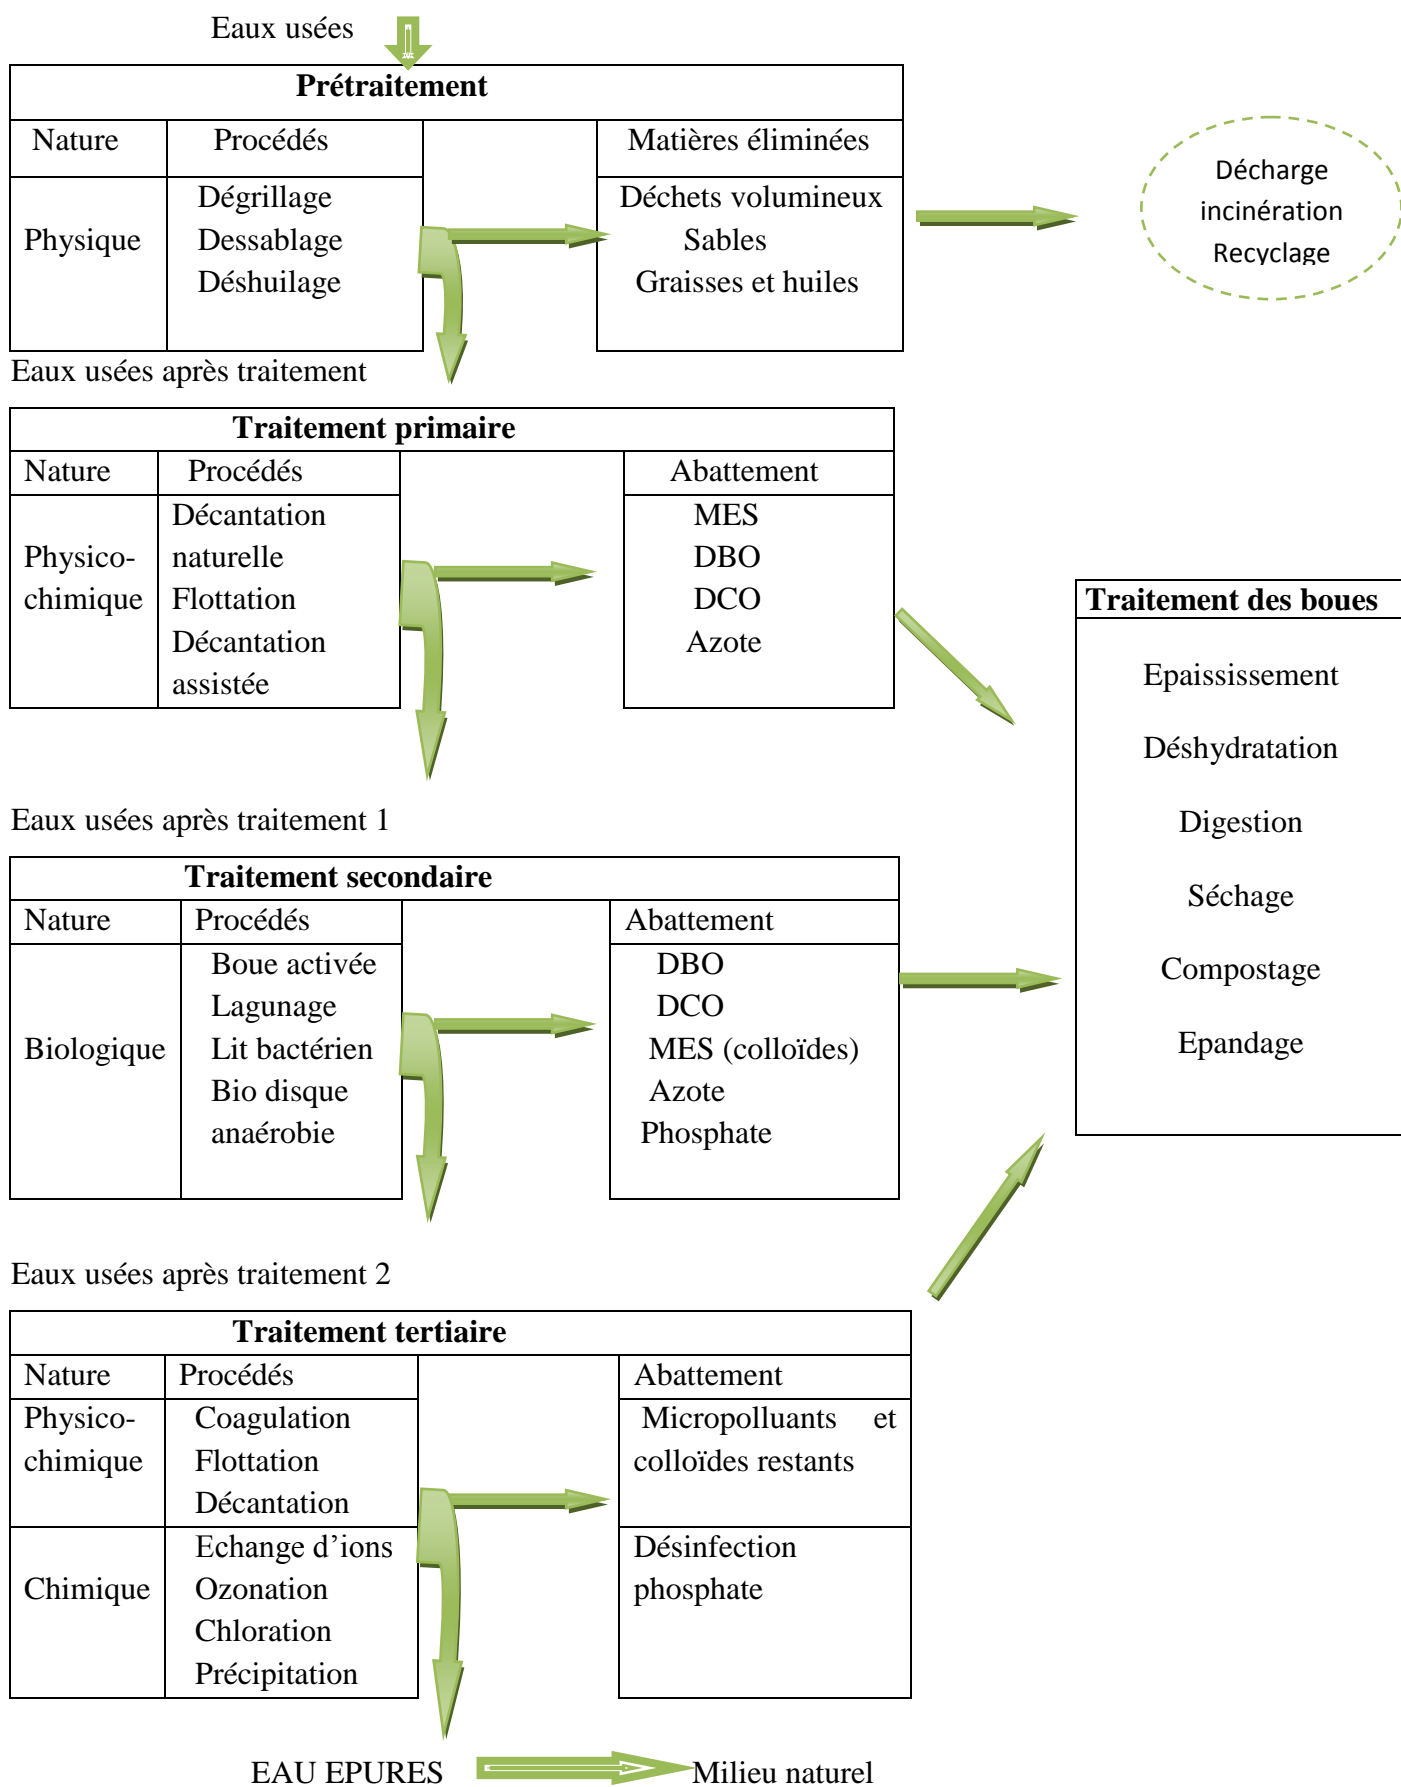 Eaux usées
Prétraitement
Nature Procédés Matières éliminées
Physique
Dégrillage
Dessablage
Déshuilage
Déchets volumineux
Sables
Graisses et huiles
Décharge
incinération
Recyclage
Eaux usées après traitement
Traitement primaire
Nature Procédés Abattement
Physico-
chimique
Décantation
naturelle
Flottation
Décantation
assistée
MES
DBO
DCO
Azote
Traitement des boues
Epaississement
Déshydratation
Digestion
Séchage
Compostage
Epandage
Eaux usées après traitement 1
Traitement secondaire
Nature Procédés Abattement
Biologique
Boue activée
Lagunage
Lit bactérien
Bio disque
anaérobie
DBO
DCO
MES (colloïdes)
Azote
Phosphate
Eaux usées après traitement 2
Traitement tertiaire
Nature Procédés Abattement
Physico-
chimique
Coagulation
Flottation
Décantation
Micropolluants et
colloïdes restants
Chimique
Echange d’ions
Ozonation
Chloration
Précipitation
Désinfection
phosphate
EAU EPURES Milieu naturel